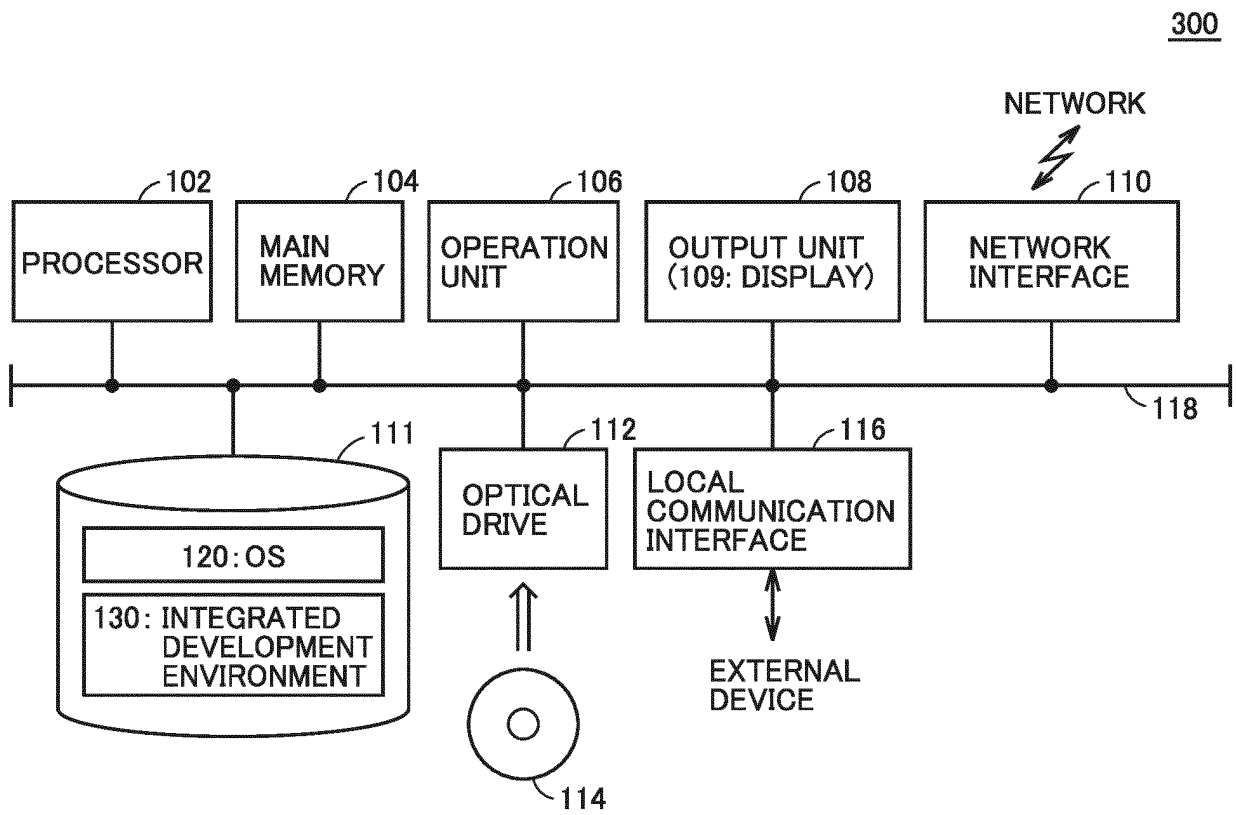 300
NETWORK
102
104
106
108
110
PROCESSOR
MAIN
MEMORY
OPERATION
UNIT
OUTPUT UNIT
(109: DISPLAY)
NETWORK
INTERFACE
118
111
112
116
120: OS
130: INTEGRATED
DEVELOPMENT
ENVIRONMENT
OPTICAL
DRIVE
LOCAL
COMMUNICATION
INTERFACE
EXTERNAL
DEVICE
114